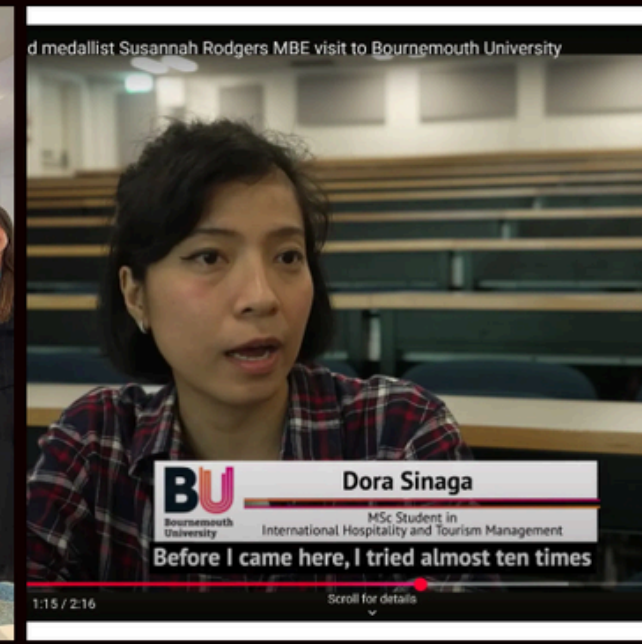 d medallist Susannah Rodgers MBE visit to Bournemouth University
BU
Bournemouth
University
Dora Sinaga
MSc Student in
International Hospitality and Tourism Management
Before I came here, I tried almost ten times
1:15 / 2:16
Scroll for details